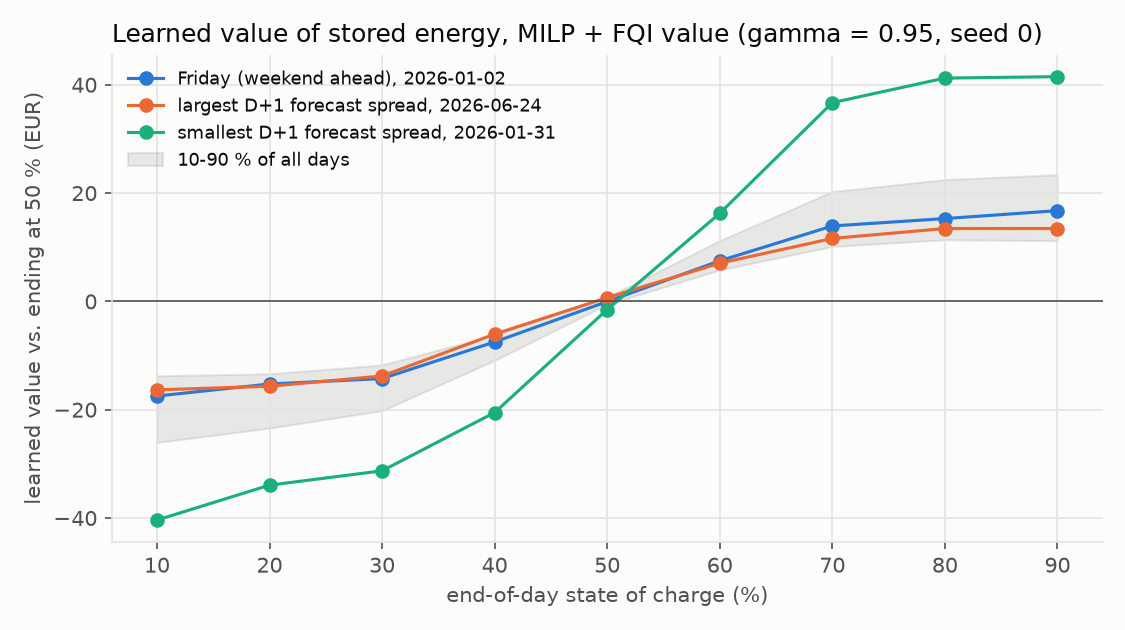 Learned value of stored energy, MILP + FQI value (gamma = 0.95, seed 0)
Friday (weekend ahead), 2026-01-02
largest D+1 forecast spread, 2026-06-24
smallest D+1 forecast spread, 2026-01-31
10-90 % of all days
learned value vs. ending at 50 % (EUR)
40
20
0
−20
−40
10 20 30 40 50 60 70 80 90
end-of-day state of charge (%)